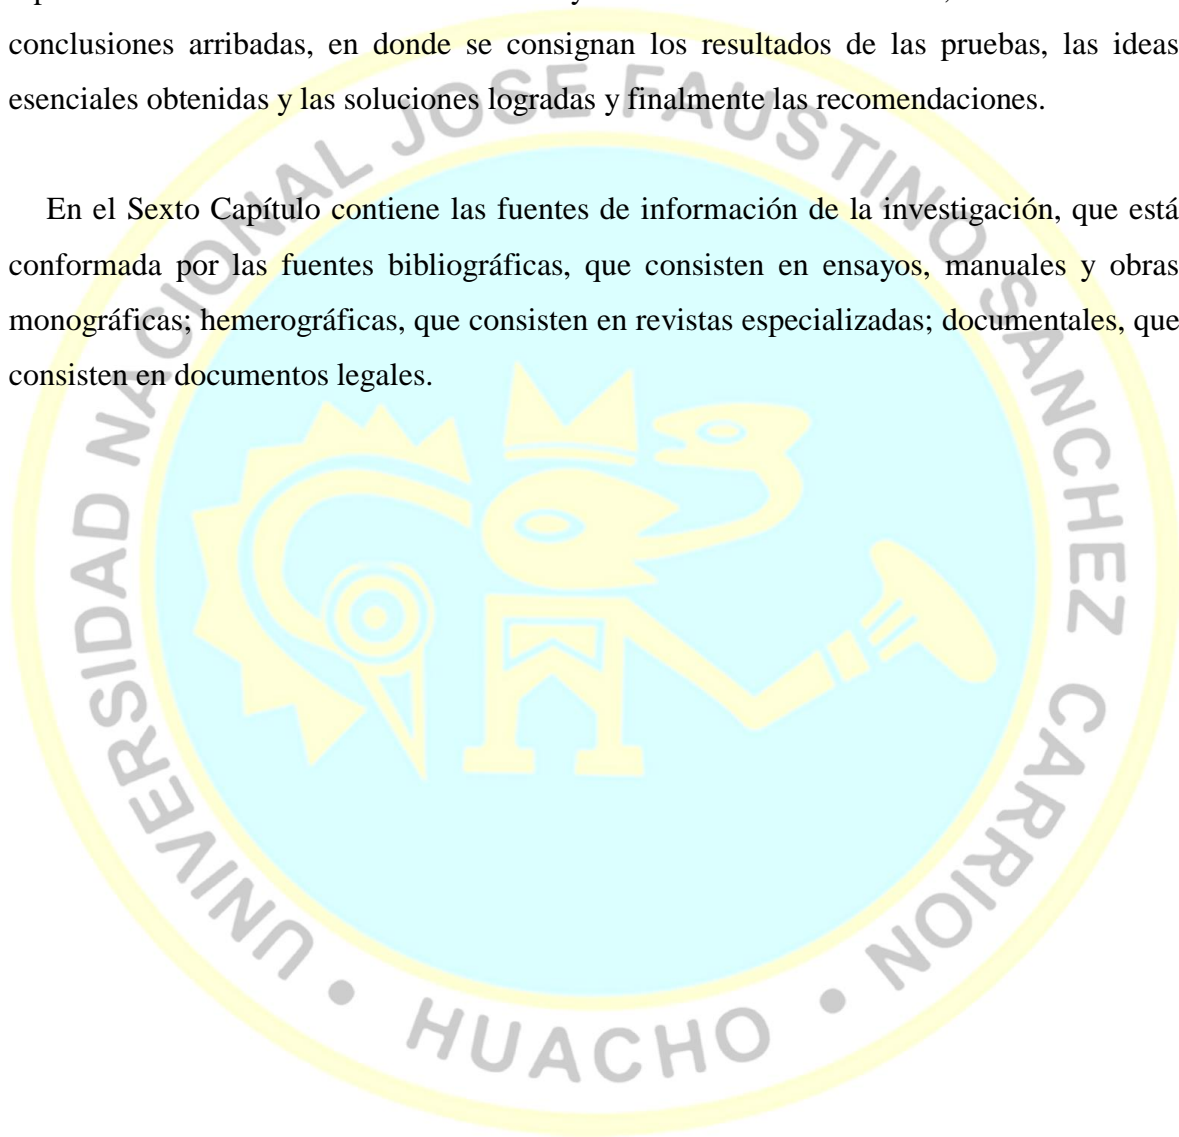 conclusiones arribadas, en donde se consignan los resultados de las pruebas, las ideas
esenciales obtenidas y las soluciones logradas y finalmente las recomendaciones.
En el Sexto Capítulo contiene las fuentes de información de la investigación, que está
conformada por las fuentes bibliográficas, que consisten en ensayos, manuales y obras
monográficas; hemerográficas, que consisten en revistas especializadas; documentales, que
consisten en documentos legales.
UNIVERSIDAD NACIONAL JOSE FAUSTINO SANCHEZ CARRION
• HUACHO •